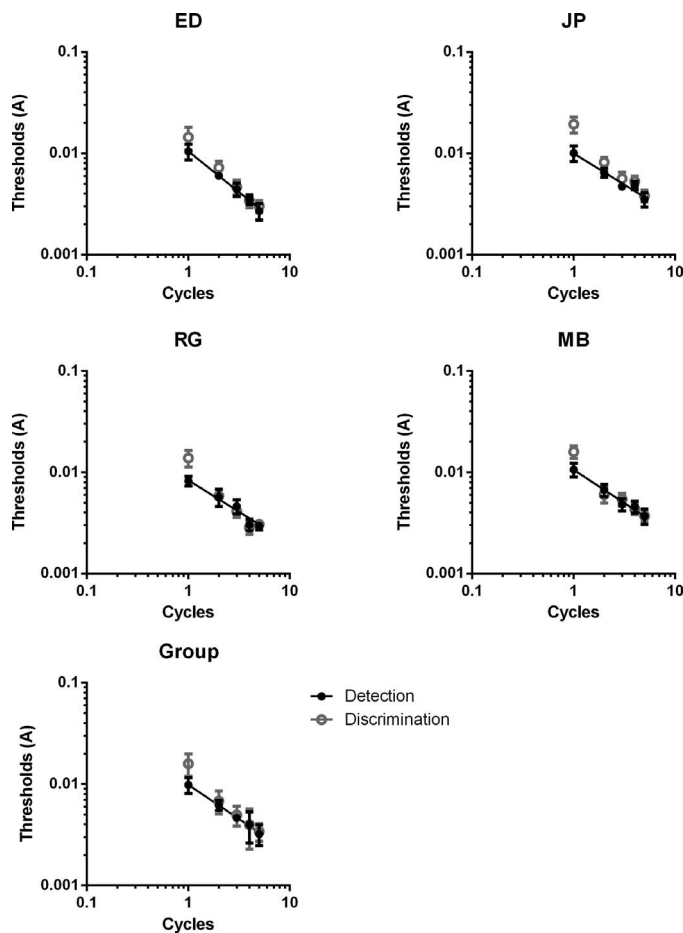 ED
0.1
0.01
0.001
Thresholds (A)
0.1
1
10
Cycles
JP
0.1
0.01
0.001
Thresholds (A)
0.1
1
10
Cycles
RG
0.1
0.01
0.001
Thresholds (A)
0.1
1
10
Cycles
MB
0.1
0.01
0.001
Thresholds (A)
0.1
1
10
Cycles
Group
0.1
0.01
0.001
Thresholds (A)
0.1
1
10
Cycles
Detection
Discrimination